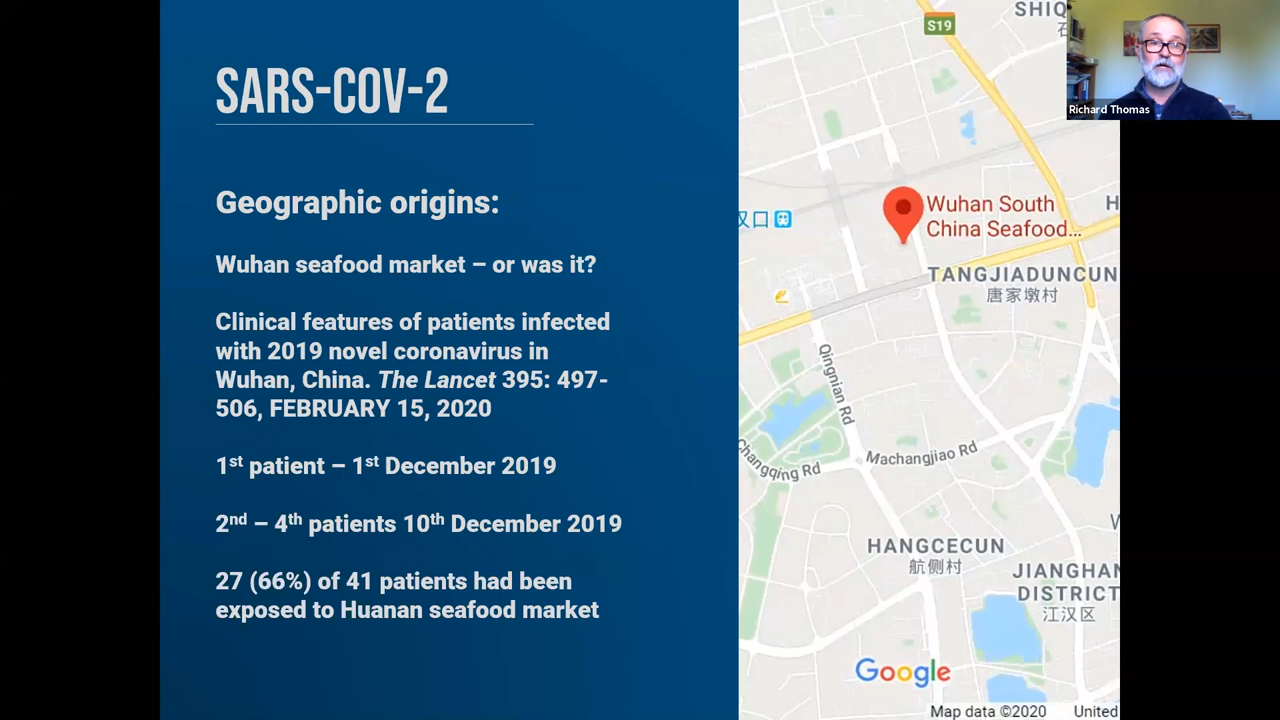 SARS-COV-2
Geographic origins:
Wuhan seafood market – or was it?
Clinical features of patients infected
with 2019 novel coronavirus in
Wuhan, China. The Lancet 395: 497-
506, FEBRUARY 15, 2020
1st patient – 1st December 2019
2nd – 4th patients 10th December 2019
27 (66%) of 41 patients had been
exposed to Huanan seafood market
SHIQ
S19
Richard Thomas
汉口
Wuhan South
China Seafood...
H
TANGJIADUNCUN
唐家墩村
Qingnian Rd
Changqing Rd
Machangjiao Rd
HANGCECUN
航侧村
W
JIANGHAN
DISTRICT
江汉区
Google
Map data ©2020
United